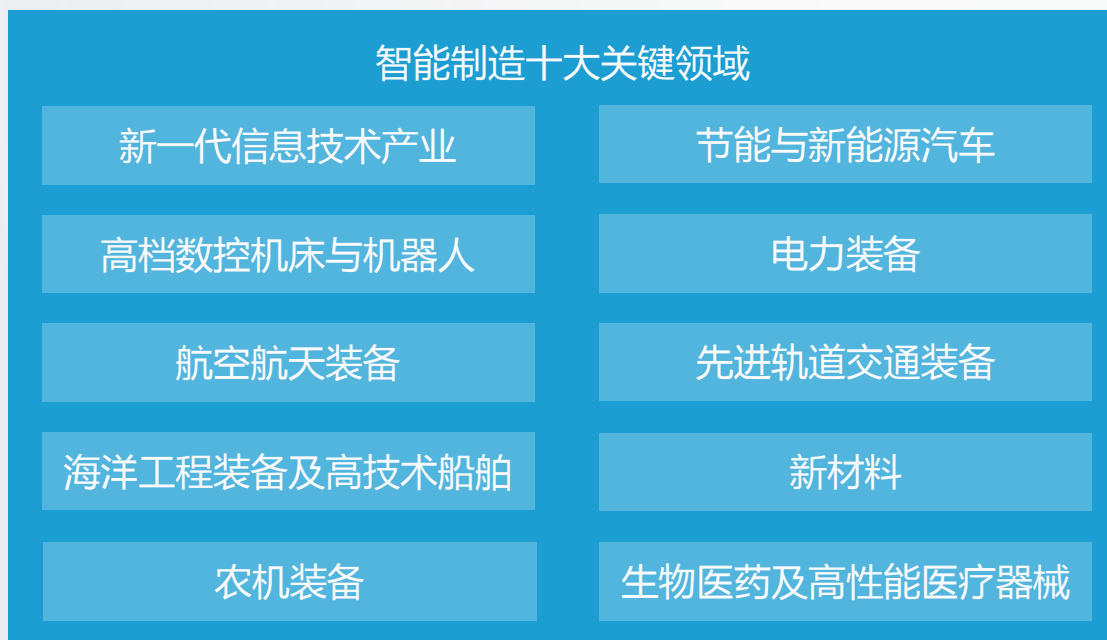 智能制造十大关键领域
新一代信息技术产业
节能与新能源汽车
高档数控机床与机器人
电力装备
航空航天装备
先进轨道交通装备
海洋工程装备及高技术船舶
新材料
农机装备
生物医药及高性能医疗器械